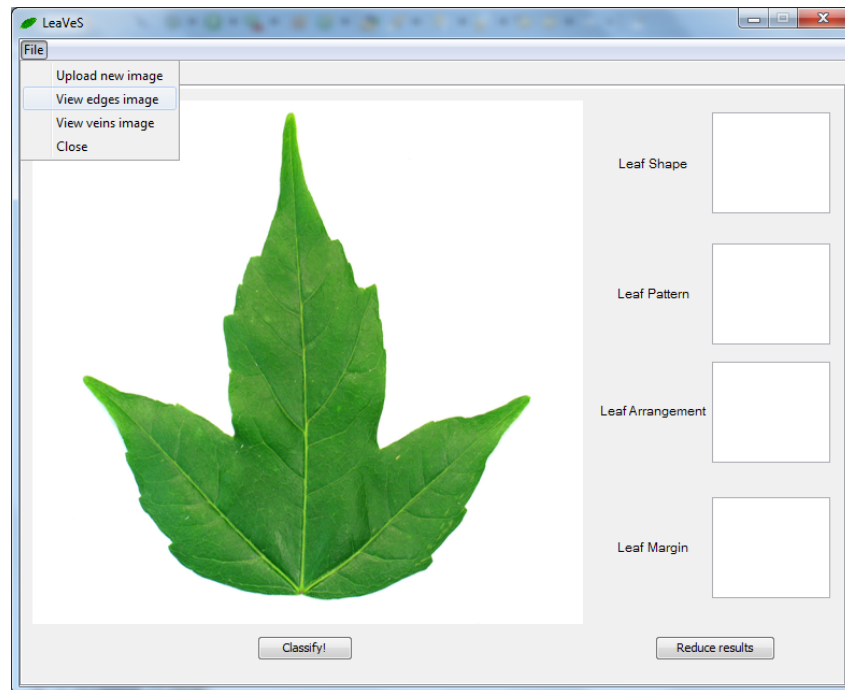 LeaVeS
File
Upload new image
View edges image
View veins image
Close
Leaf Shape
Leaf Pattern
Leaf Arrangement
Leaf Margin
Classify!
Reduce results